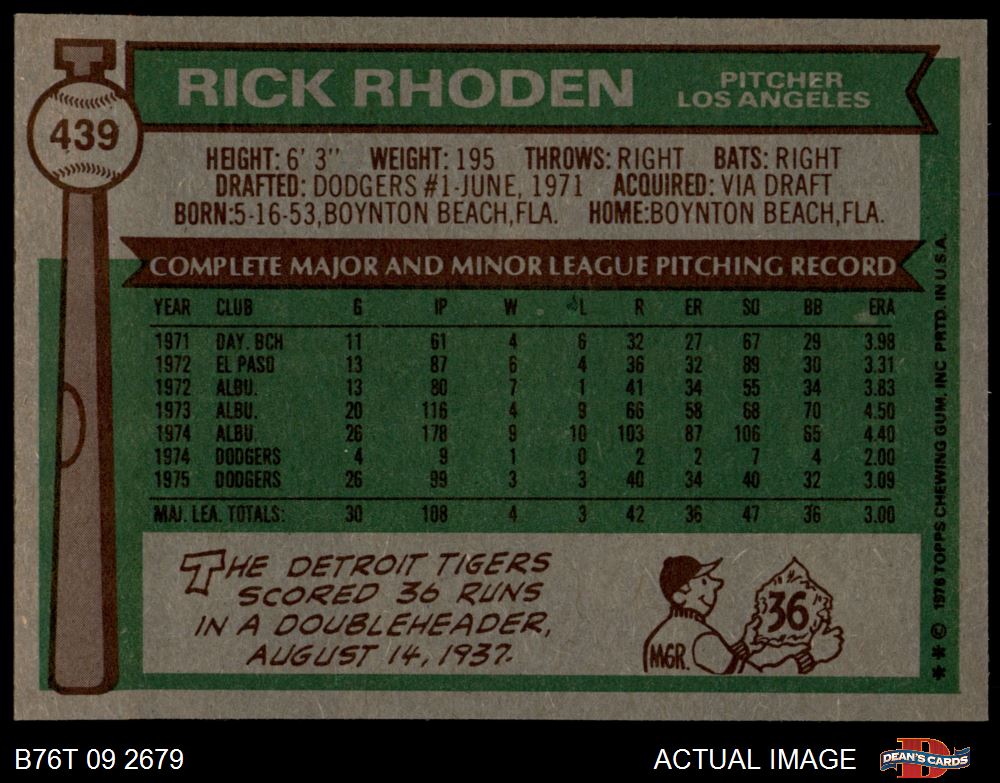 RICK RHODEN
PITCHER
LOS ANGELES
439
HEIGHT: 6' 3" WEIGHT: 195 THROWS: RIGHT BATS: RIGHT
DRAFTED: DODGERS #1-JUNE, 1971 ACQUIRED: VIA DRAFT
BORN:5-16-53,BOYNTON BEACH,FLA. HOME:BOYNTON BEACH,FLA.
COMPLETE MAJOR AND MINOR LEAGUE PITCHING RECORD
YEAR CLUB G IP W L R ER SO BB ERA
1971 DAY. BCH 11 61 4 6 32 27 67 29 3.98
1972 EL PASO 13 87 6 4 36 32 89 30 3.31
1972 ALBU. 13 80 7 1 41 34 55 34 3.83
1973 ALBU. 20 116 4 9 66 58 68 70 4.50
1974 ALBU. 26 178 9 10 103 87 106 65 4.40
1974 DODGERS 4 9 1 0 2 2 7 4 2.00
1975 DODGERS 26 99 3 3 40 34 40 32 3.09
MAJ. LEA. TOTALS: 30 108 4 3 42 36 47 36 3.00
THE DETROIT TIGERS
SCORED 36 RUNS
IN A DOUBLEHEADER,
AUGUST 14, 1937.
MGR.
36
**© 1976 TOPPS CHEWING GUM, INC PRTD. IN U.S.A.
B76T 09 2679
ACTUAL IMAGE
D
DEAN'S CARDS